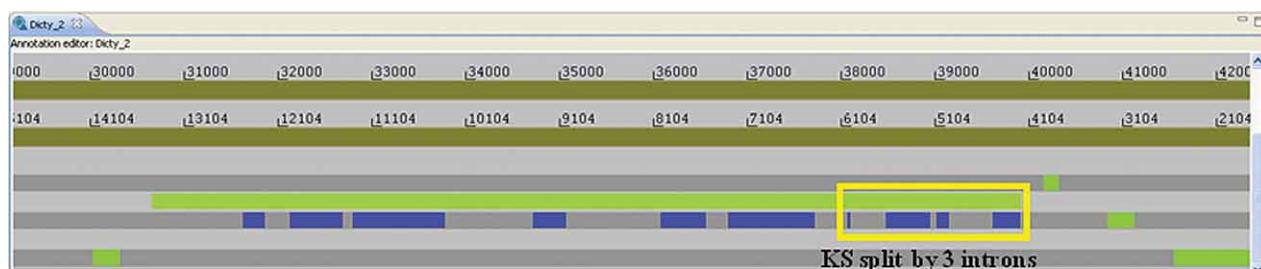 Dicty_2
Annotation editor: Dicty_2
000 30000 31000 32000 33000 34000 35000 36000 37000 38000 39000 40000 41000 4200
104 14104 13104 12104 11104 10104 9104 8104 7104 6104 5104 4104 3104 2104
KS split by 3 introns